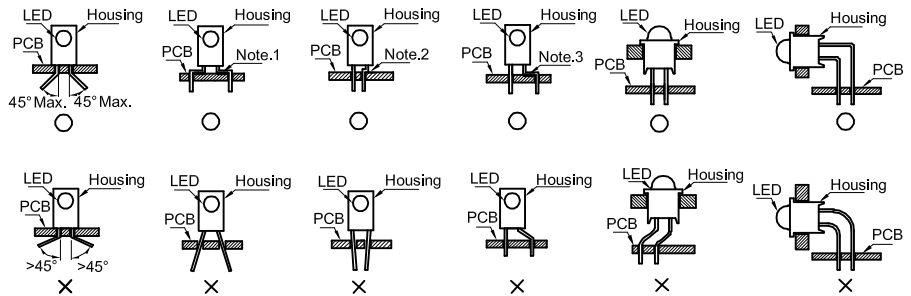 LED Housing
PCB
45°Max. 45°Max.
LED Housing
PCB Note.1
LED Housing
PCB Note.2
LED Housing
PCB Note.3
LED Housing
PCB
LED Housing
PCB
LED Housing
PCB
>45° >45°
LED Housing
PCB
LED Housing
PCB
LED Housing
PCB
LED Housing
PCB
LED Housing
PCB